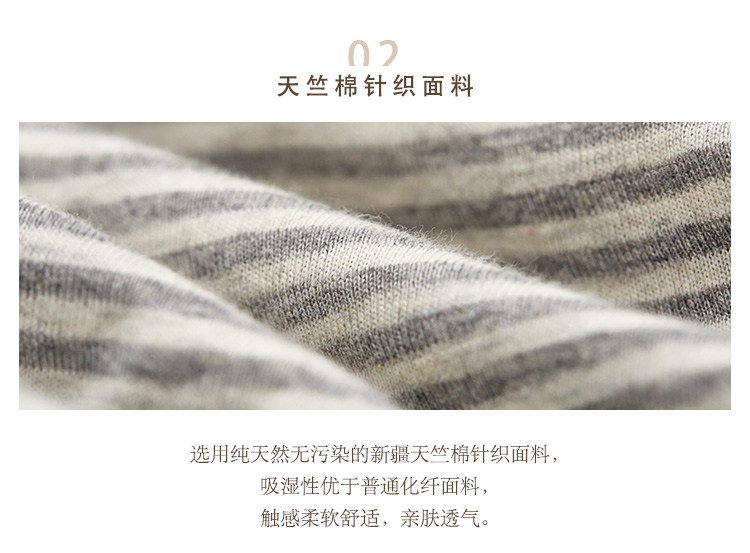 02
天竺棉针织面料
选用纯天然无污染的新疆天竺棉针织面料，
吸湿性优于普通化纤面料，
触感柔软舒适，亲肤透气。